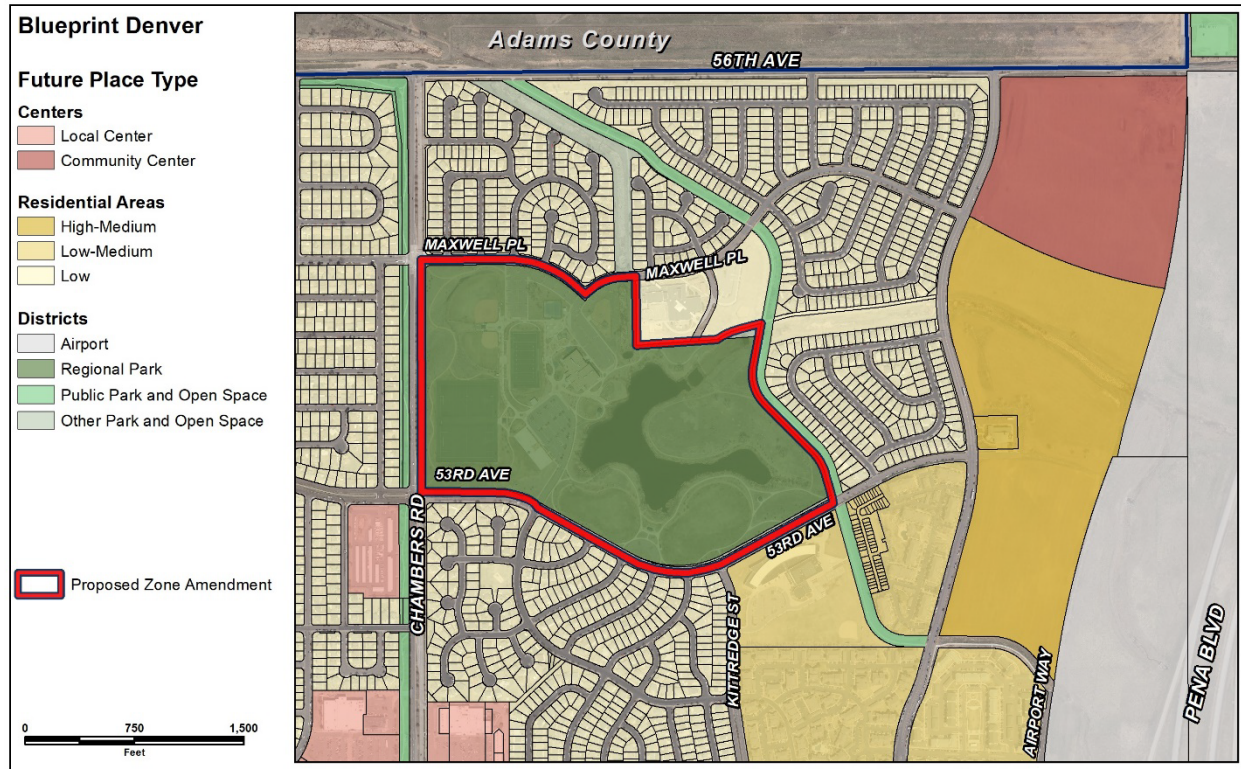 Blueprint Denver
Future Place Type
Centers
Local Center
Community Center
Residential Areas
High-Medium
Low-Medium
Low
Districts
Airport
Regional Park
Public Park and Open Space
Other Park and Open Space
Proposed Zone Amendment
0 750 1,500
Feet
Adams County
56TH AVE
MAXWELL PL
MAXWELL PL
53RD AVE
53RD AVE
CHAMBERS RD
KITTREDGE ST
AIRPORT WAY
PENA BLVD